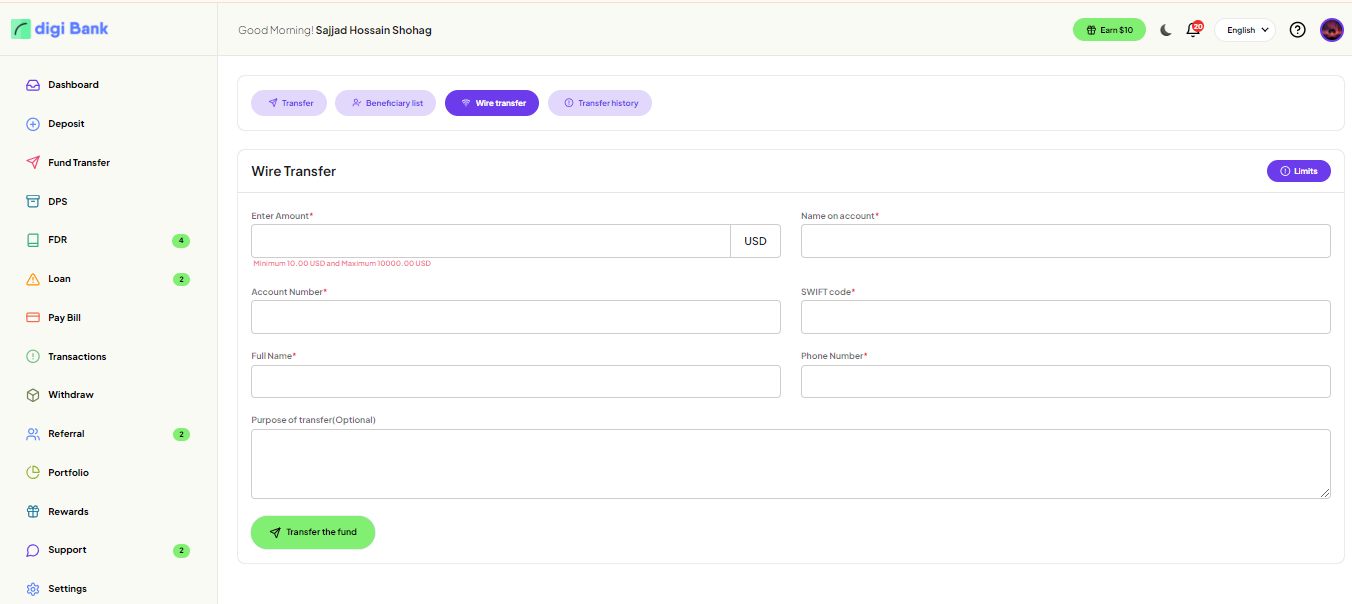 digi Bank
Good Morning! Sajjad Hossain Shohag
Earn $10
20
English
Dashboard
Deposit
Fund Transfer
DPS
FDR 4
Loan 2
Pay Bill
Transactions
Withdraw
Referral 2
Portfolio
Rewards
Support 2
Settings
Transfer
Beneficiary list
Wire transfer
Transfer history
Wire Transfer
Limits
Enter Amount*
USD
Minimum 10.00 USD and Maximum 10000.00 USD
Name on account*
Account Number*
SWIFT code*
Full Name*
Phone Number*
Purpose of transfer(Optional)
Transfer the fund